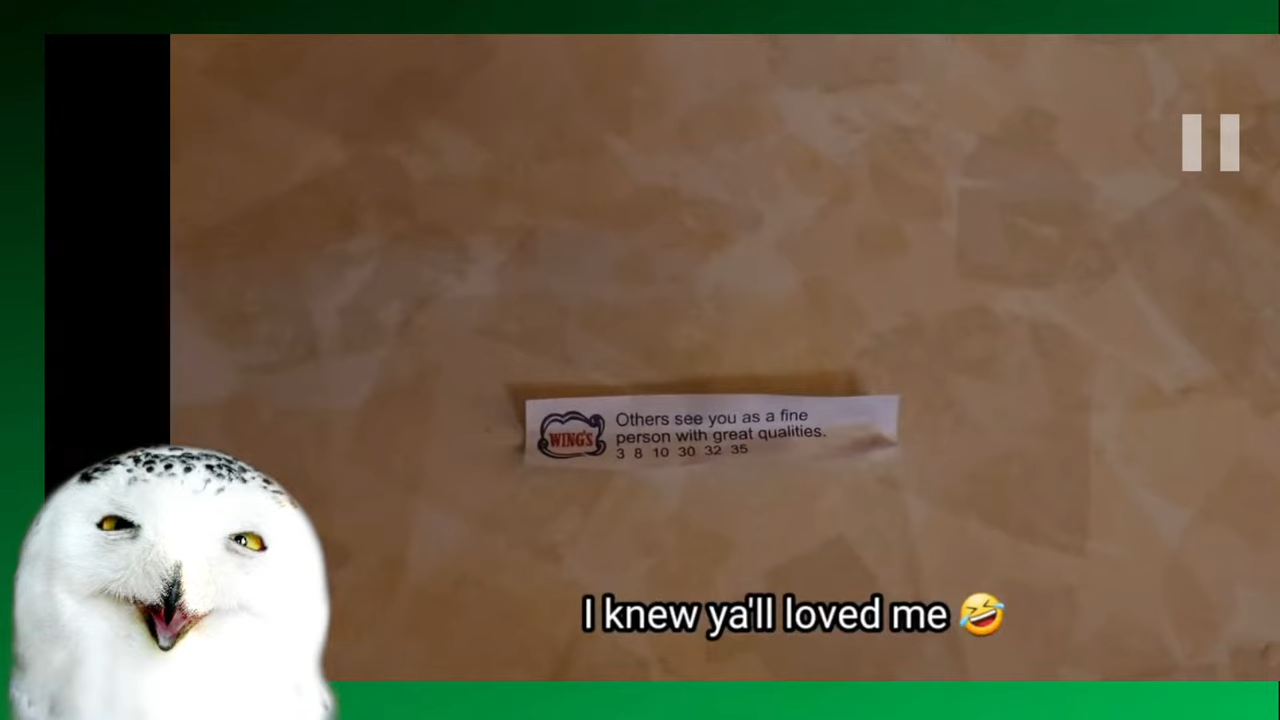 WING'S
Others see you as a fine
person with great qualities.
3 8 10 30 32 35
I knew ya'll loved me 🤣